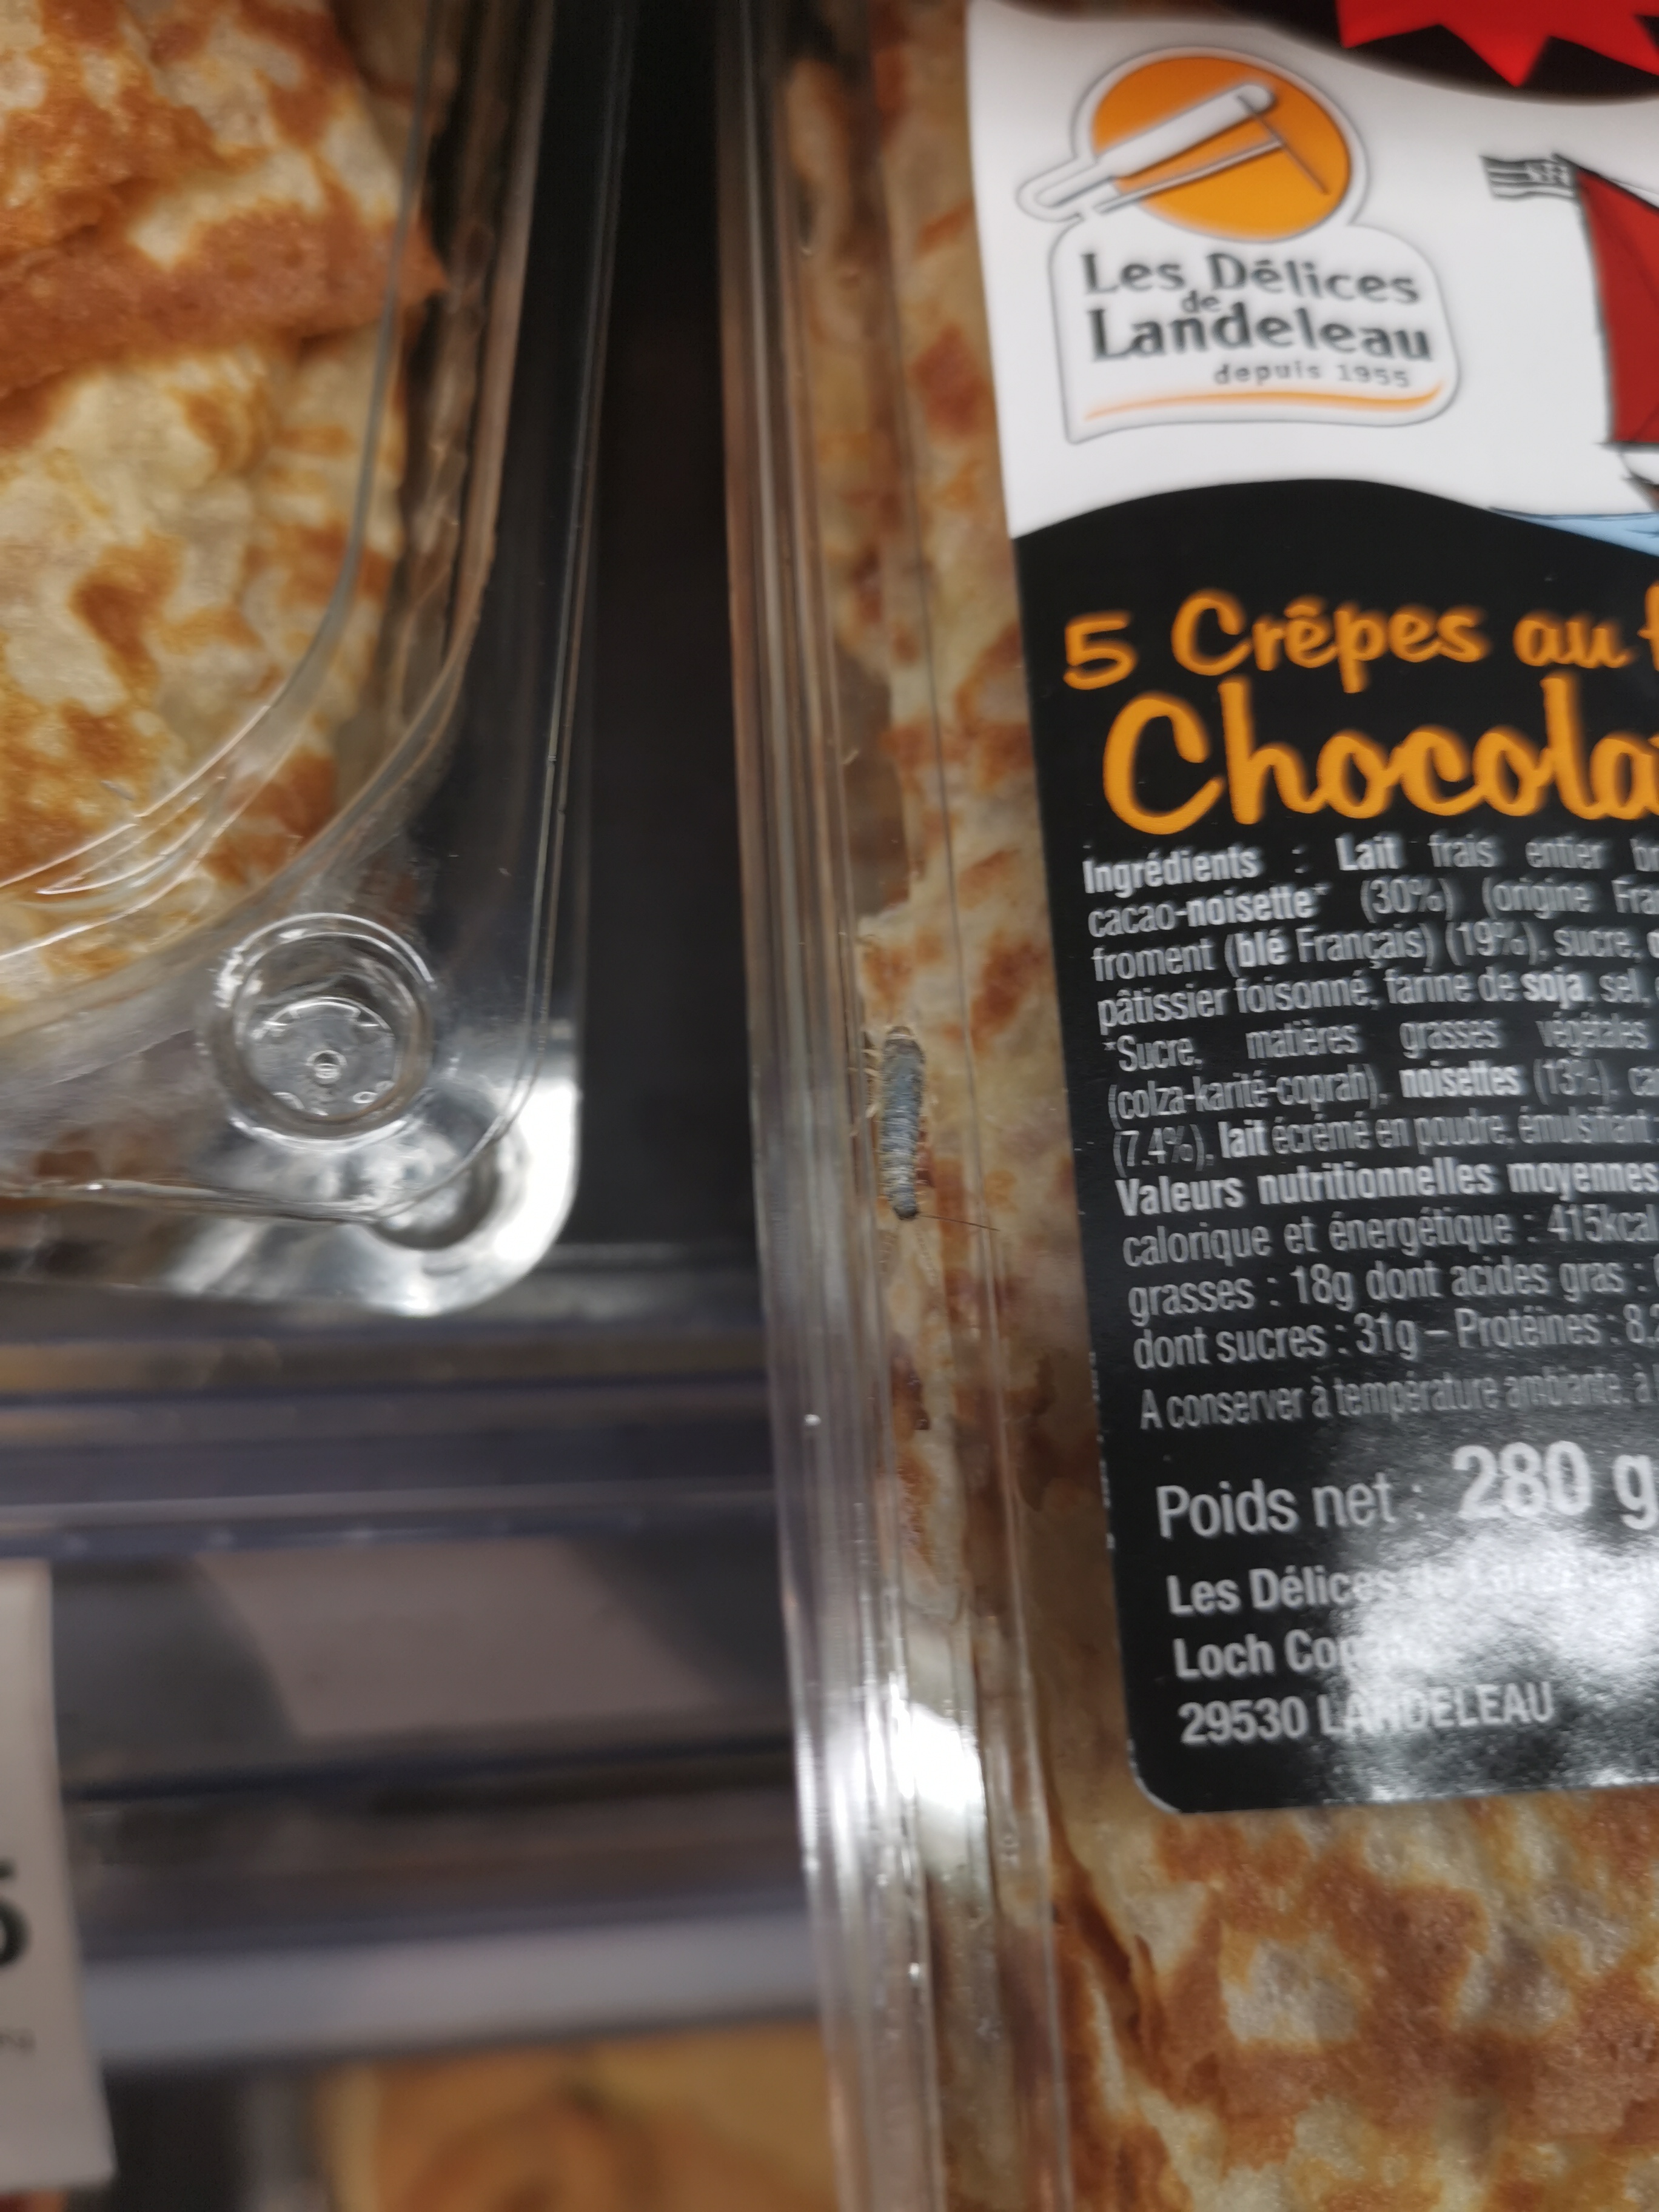 Les Délices
de
Landeleau
depuis 1955
5 Crêpes au
Chocola
Ingrédients : Lait frais entier
cacao-noisette* (30%) (origine
froment (blé Français) (19%), sucre,
pâtissier foisonné, farine de soja, sel,
*Sucre, matières grasses végétales
(colza-karité-coprah), noisettes (13%),
(7.4%), lait écrémé en poudre, émulsifiant
Valeurs nutritionnelles moyennes
calorique et énergétique : 415kcal
grasses : 18g dont acides gras :
dont sucres : 31g – Protéines : 8.
A conserver à température ambiante, à
Poids net : 280 g
Les Délices de
Loch
29530 LANDELEAU